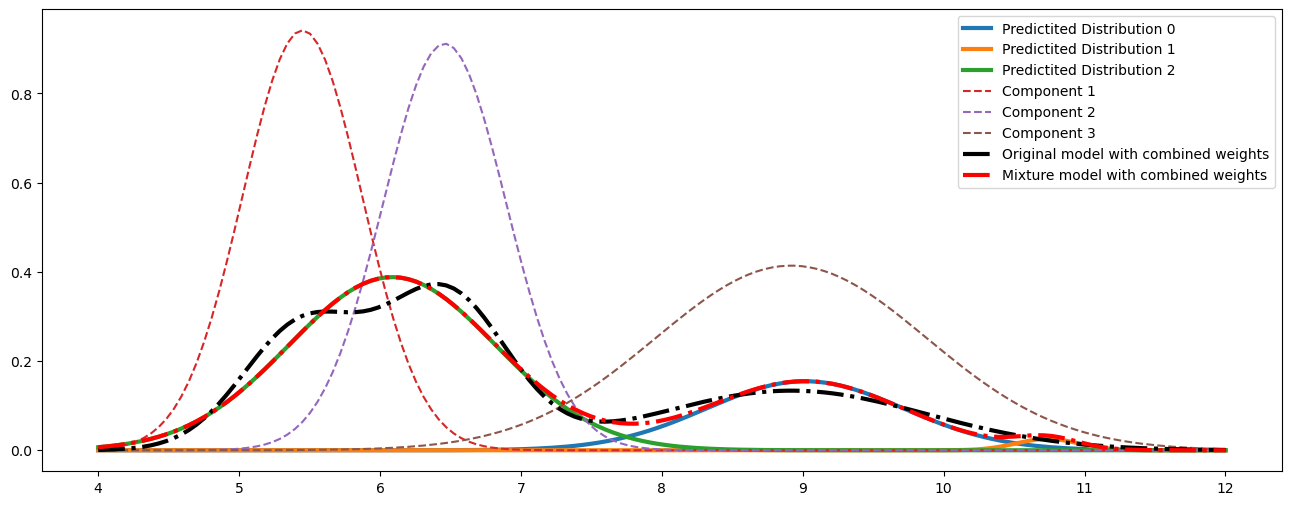 Predictited Distribution 0
Predictited Distribution 1
Predictited Distribution 2
Component 1
Component 2
Component 3
Original model with combined weights
Mixture model with combined weights
0.8
0.6
0.4
0.2
0.0
4 5 6 7 8 9 10 11 12